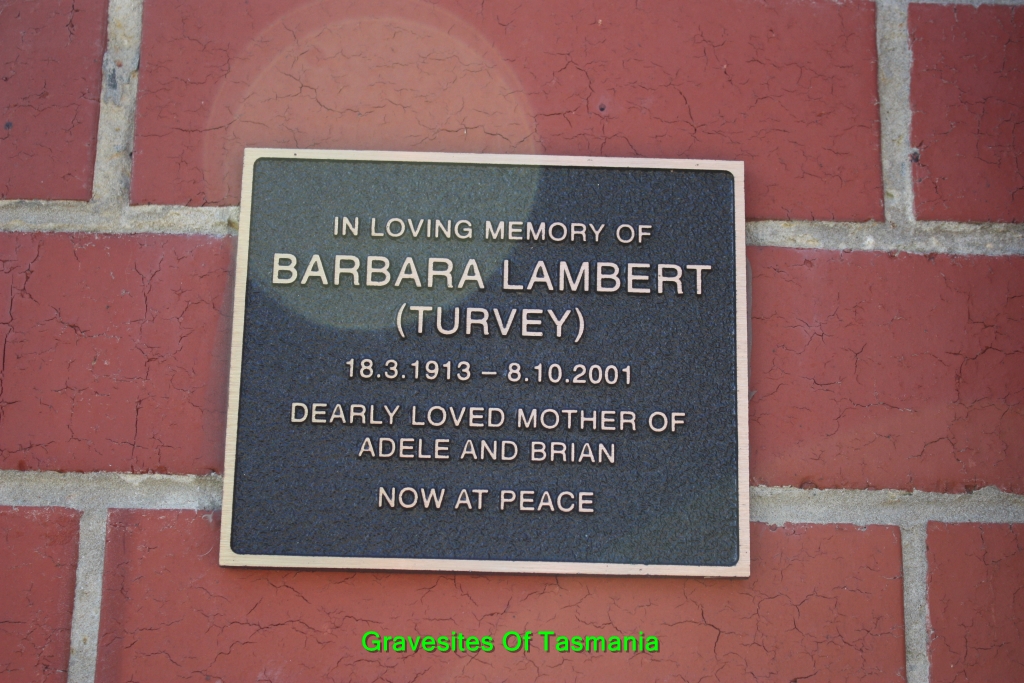 IN LOVING MEMORY OF
BARBARA LAMBERT
(TURVEY)
18.3.1913 – 8.10.2001
DEARLY LOVED MOTHER OF
ADELE AND BRIAN
NOW AT PEACE
Gravesites Of Tasmania